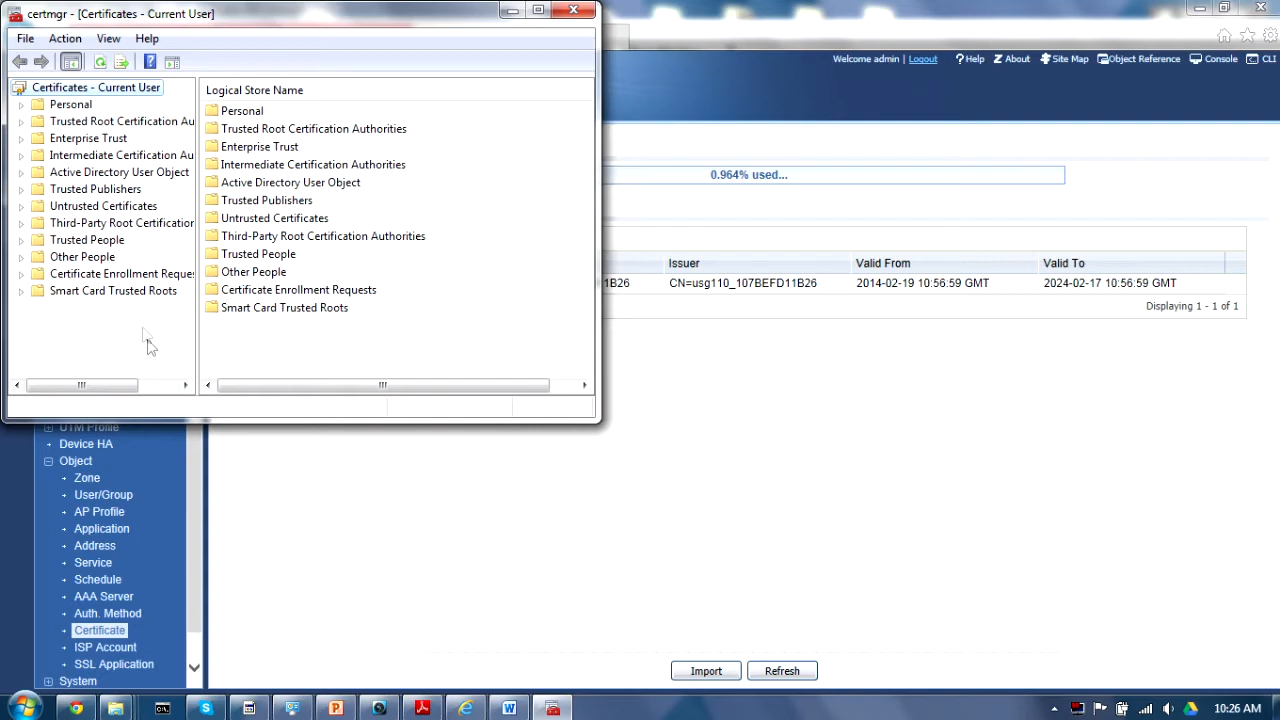 certmgr - [Certificates - Current User]
File Action View Help
Certificates - Current User
Personal
Trusted Root Certification Au
Enterprise Trust
Intermediate Certification Au
Active Directory User Object
Trusted Publishers
Untrusted Certificates
Third-Party Root Certification
Trusted People
Other People
Certificate Enrollment Reques
Smart Card Trusted Roots
Logical Store Name
Personal
Trusted Root Certification Authorities
Enterprise Trust
Intermediate Certification Authorities
Active Directory User Object
Trusted Publishers
Untrusted Certificates
Third-Party Root Certification Authorities
Trusted People
Other People
Certificate Enrollment Requests
Smart Card Trusted Roots
Welcome admin | Logout ?Help Z About Site Map Object Reference Console CLI
0.964% used...
Issuer Valid From Valid To
1B26 CN=usg110_107BEFD11B26 2014-02-19 10:56:59 GMT 2024-02-17 10:56:59 GMT
Displaying 1 - 1 of 1
UTM Profile
Device HA
Object
Zone
User/Group
AP Profile
Application
Address
Service
Schedule
AAA Server
Auth. Method
Certificate
ISP Account
SSL Application
System
Import Refresh
10:26 AM